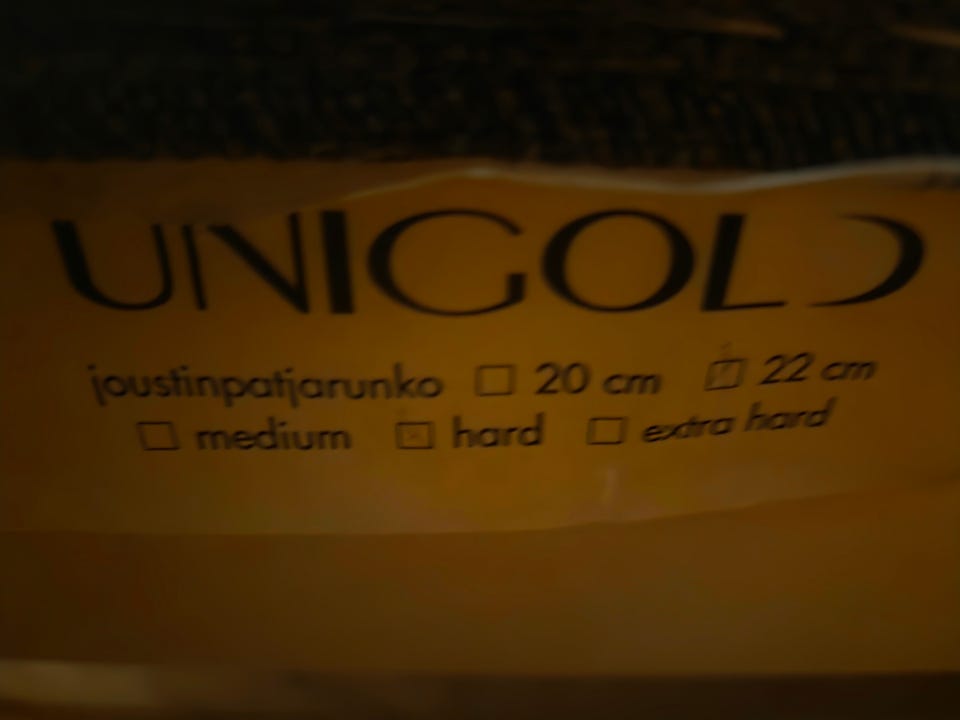 UNIGOLD
joustinpatjarunko ☐ 20 cm ☑ 22 cm
☐ medium ☒ hard ☐ extra hard